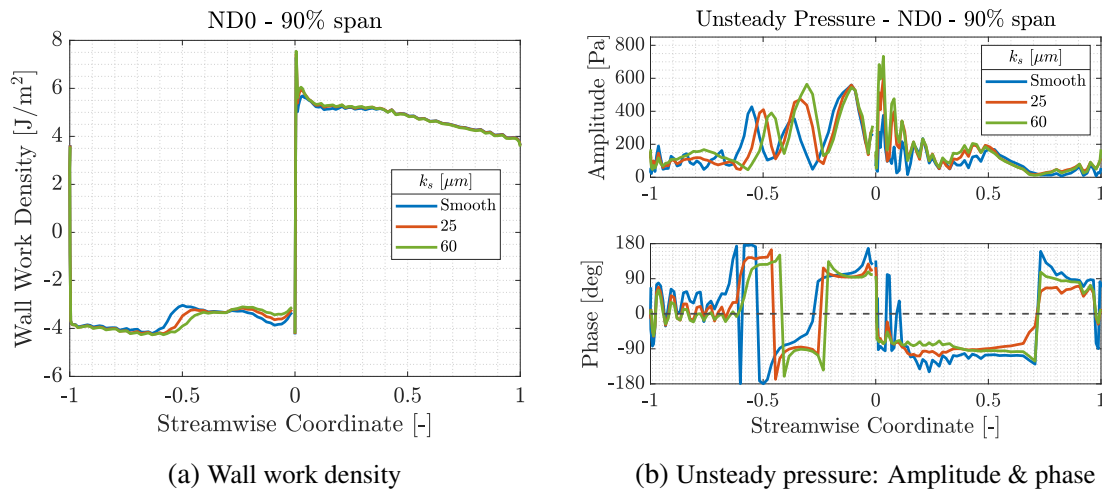 ND0 - 90% span
Wall Work Density [J/m²]
8
6
4
2
0
-2
-4
-6
k_s [μm]
Smooth
25
60
-1
-0.5
0
0.5
1
Streamwise Coordinate [-]
(a) Wall work density
Unsteady Pressure - ND0 - 90% span
Amplitude [Pa]
800
600
400
200
0
k_s [μm]
Smooth
25
60
-1
-0.5
0
0.5
1
Phase [deg]
180
90
0
-90
-180
-1
-0.5
0
0.5
1
Streamwise Coordinate [-]
(b) Unsteady pressure: Amplitude & phase